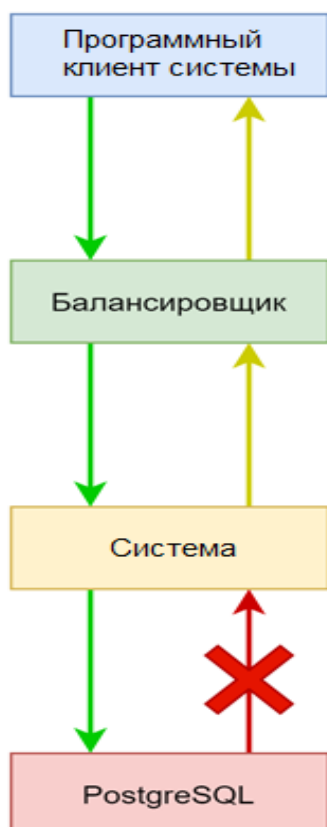 Программный
клиент системы
Балансировщик
Система
PostgreSQL